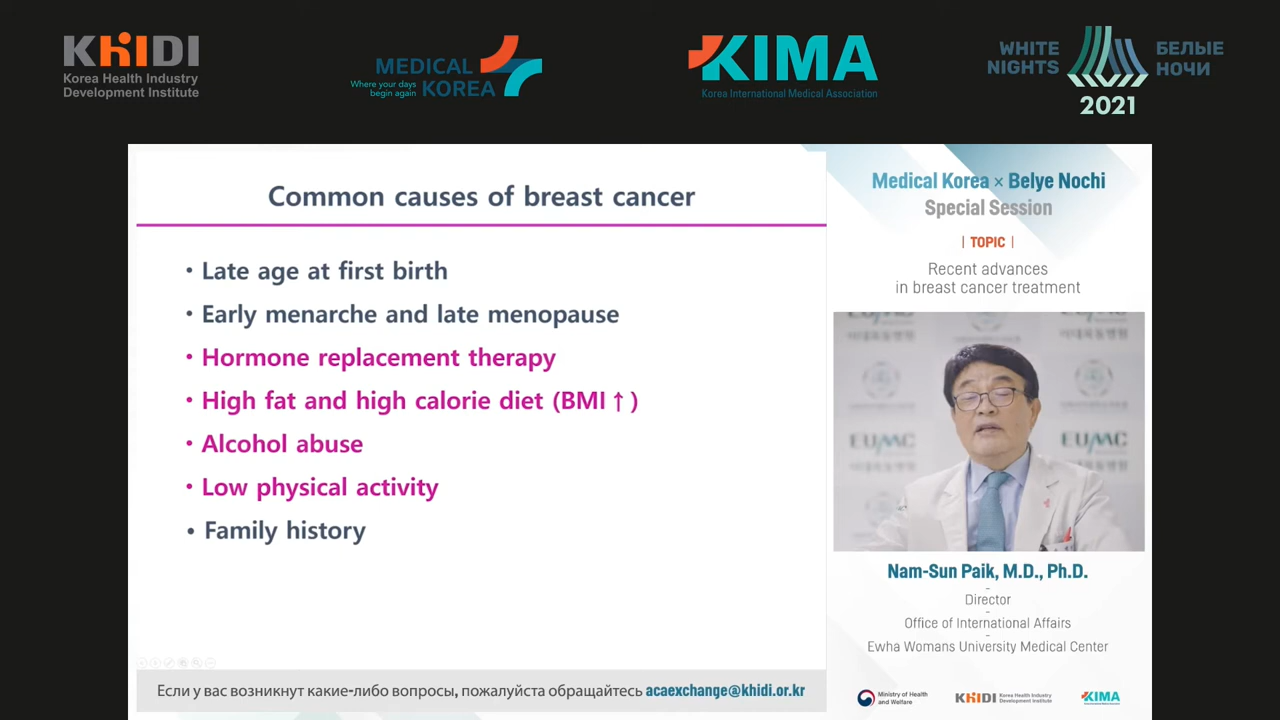 KHIDI
Korea Health Industry
Development Institute
MEDICAL
Where your days
begin again
KOREA
KIMA
Korea International Medical Association
WHITE
NIGHTS
БЕЛЫЕ
НОЧИ
2021
Common causes of breast cancer
• Late age at first birth
• Early menarche and late menopause
• Hormone replacement therapy
• High fat and high calorie diet (BMI ↑ )
• Alcohol abuse
• Low physical activity
• Family history
Если у вас возникнут какие-либо вопросы, пожалуйста обращайтесь acaexchange@khidi.or.kr
Medical Korea × Belye Nochi
Special Session
| TOPIC |
Recent advances
in breast cancer treatment
EUMC
EUMC
Nam-Sun Paik, M.D., Ph.D.
Director
Office of International Affairs
Ewha Womans University Medical Center
Ministry of Health
and Welfare
KHIDI
Korea Health Industry
Development Institute
KIMA